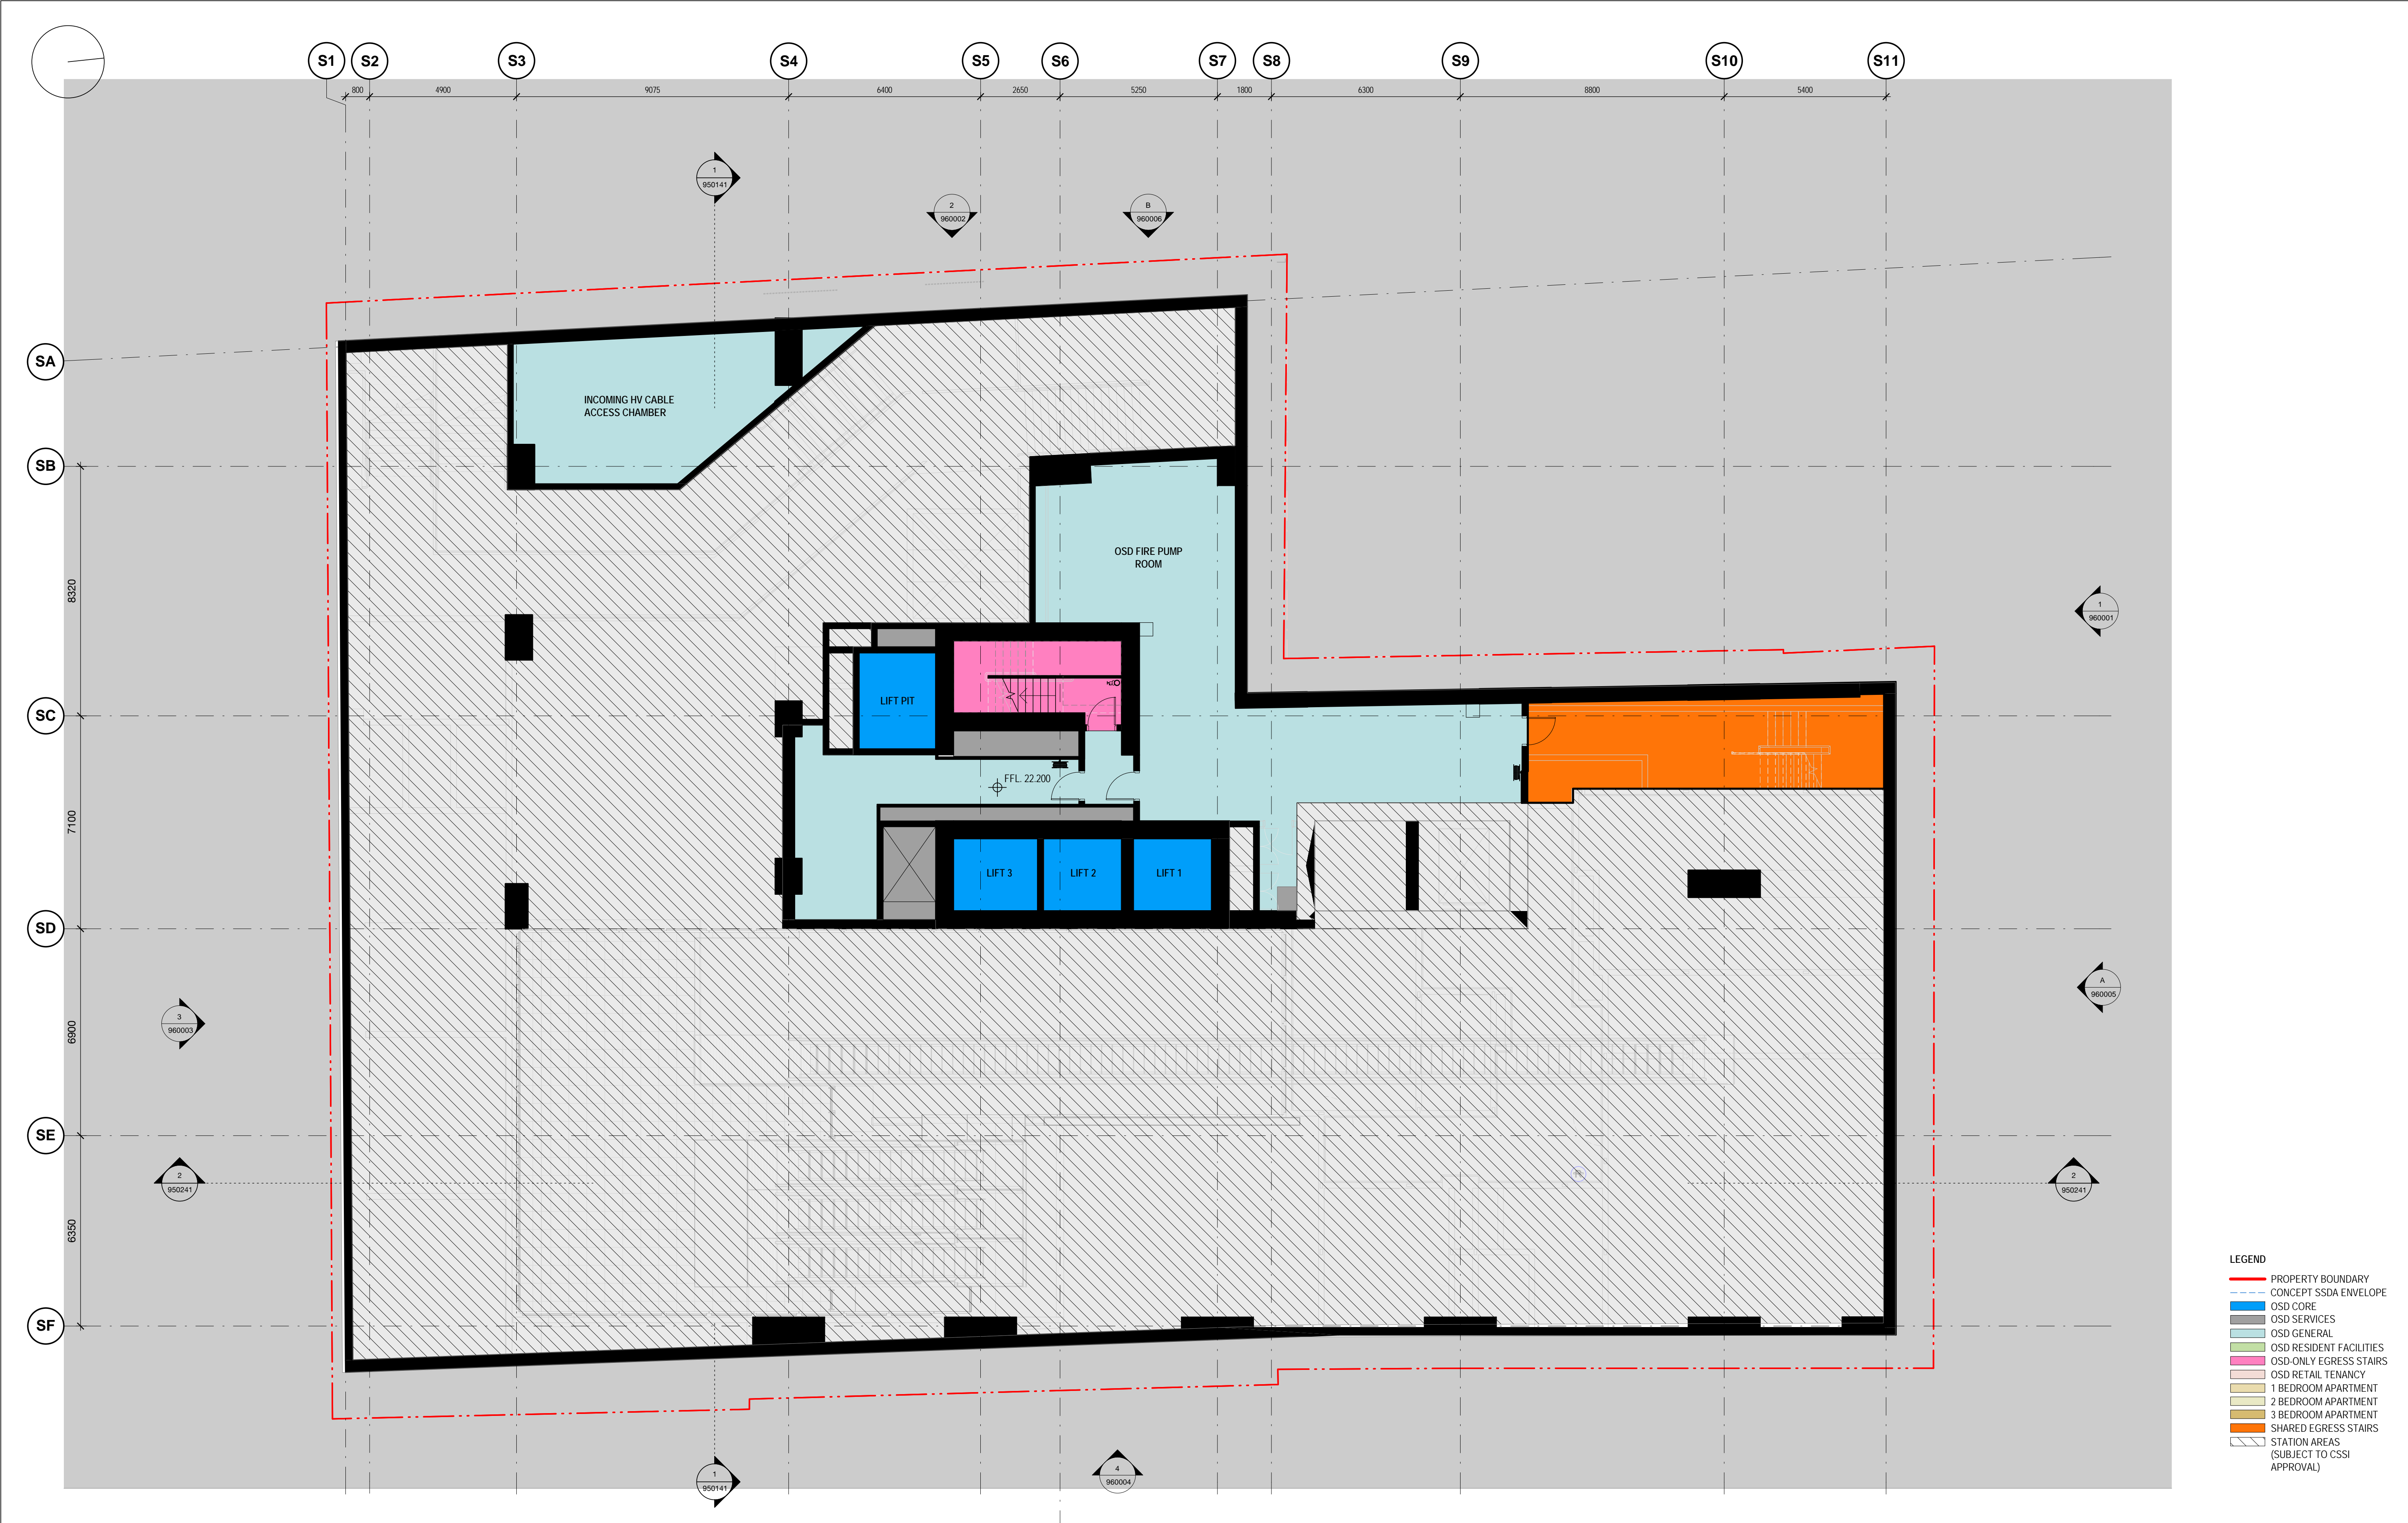 S1 S2 S3 S4 S5 S6 S7 S8 S9 S10 S11
800 4900 9075 6400 2650 5250 1800 6300 8800 5400
1
950141
2
960002
B
960006
SA
INCOMING HV CABLE
ACCESS CHAMBER
SB
OSD FIRE PUMP
ROOM
8320
1
960001
LIFT PIT
SC
FFL. 22.200
7100
LIFT 3
LIFT 2
LIFT 1
SD
A
960005
3
960003
6900
SE
2
950241
2
950241
6350
SF
1
950141
4
960004
LEGEND
PROPERTY BOUNDARY
CONCEPT SSDA ENVELOPE
OSD CORE
OSD SERVICES
OSD GENERAL
OSD RESIDENT FACILITIES
OSD-ONLY EGRESS STAIRS
OSD RETAIL TENANCY
1 BEDROOM APARTMENT
2 BEDROOM APARTMENT
3 BEDROOM APARTMENT
SHARED EGRESS STAIRS
STATION AREAS
(SUBJECT TO CSSI
APPROVAL)